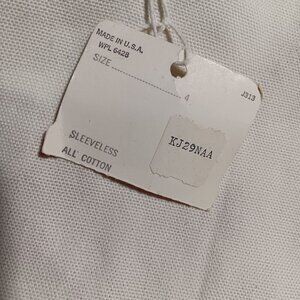 MADE IN U.S.A.
WPL 6428
SIZE 4
J313
SLEEVELESS
ALL COTTON
KJ29NAA